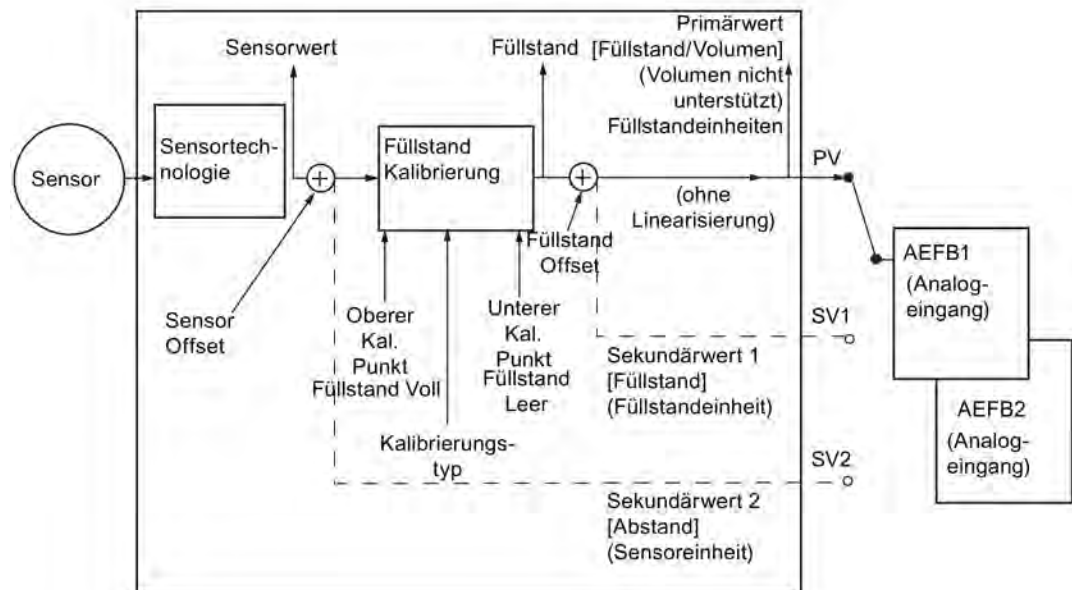 Sensorwert
Füllstand
Primärwert
[Füllstand/Volumen]
(Volumen nicht
unterstützt)
Füllstandeinheiten
Sensor
Sensortech-
nologie
Füllstand
Kalibrierung
PV
(ohne
Linearisierung)
Füllstand
Offset
Sensor
Offset
Oberer
Kal.
Punkt
Füllstand Voll
Unterer
Kal.
Punkt
Füllstand
Leer
Kalibrierungs-
typ
AEFB1
(Analog-
eingang)
SV1
Sekundärwert 1
[Füllstand]
(Füllstandeinheit)
AEFB2
(Analog-
eingang)
SV2
Sekundärwert 2
[Abstand]
(Sensoreinheit)